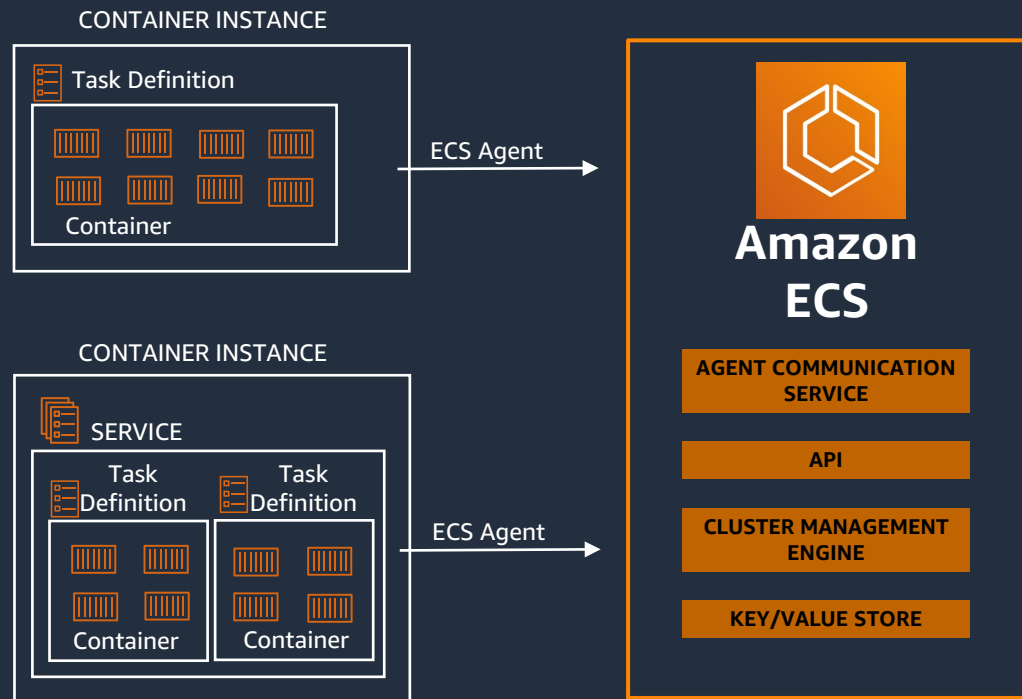 CONTAINER INSTANCE
Task Definition
Container
ECS Agent
CONTAINER INSTANCE
SERVICE
Task
Definition
Container
Task
Definition
Container
ECS Agent
Amazon
ECS
AGENT COMMUNICATION
SERVICE
API
CLUSTER MANAGEMENT
ENGINE
KEY/VALUE STORE